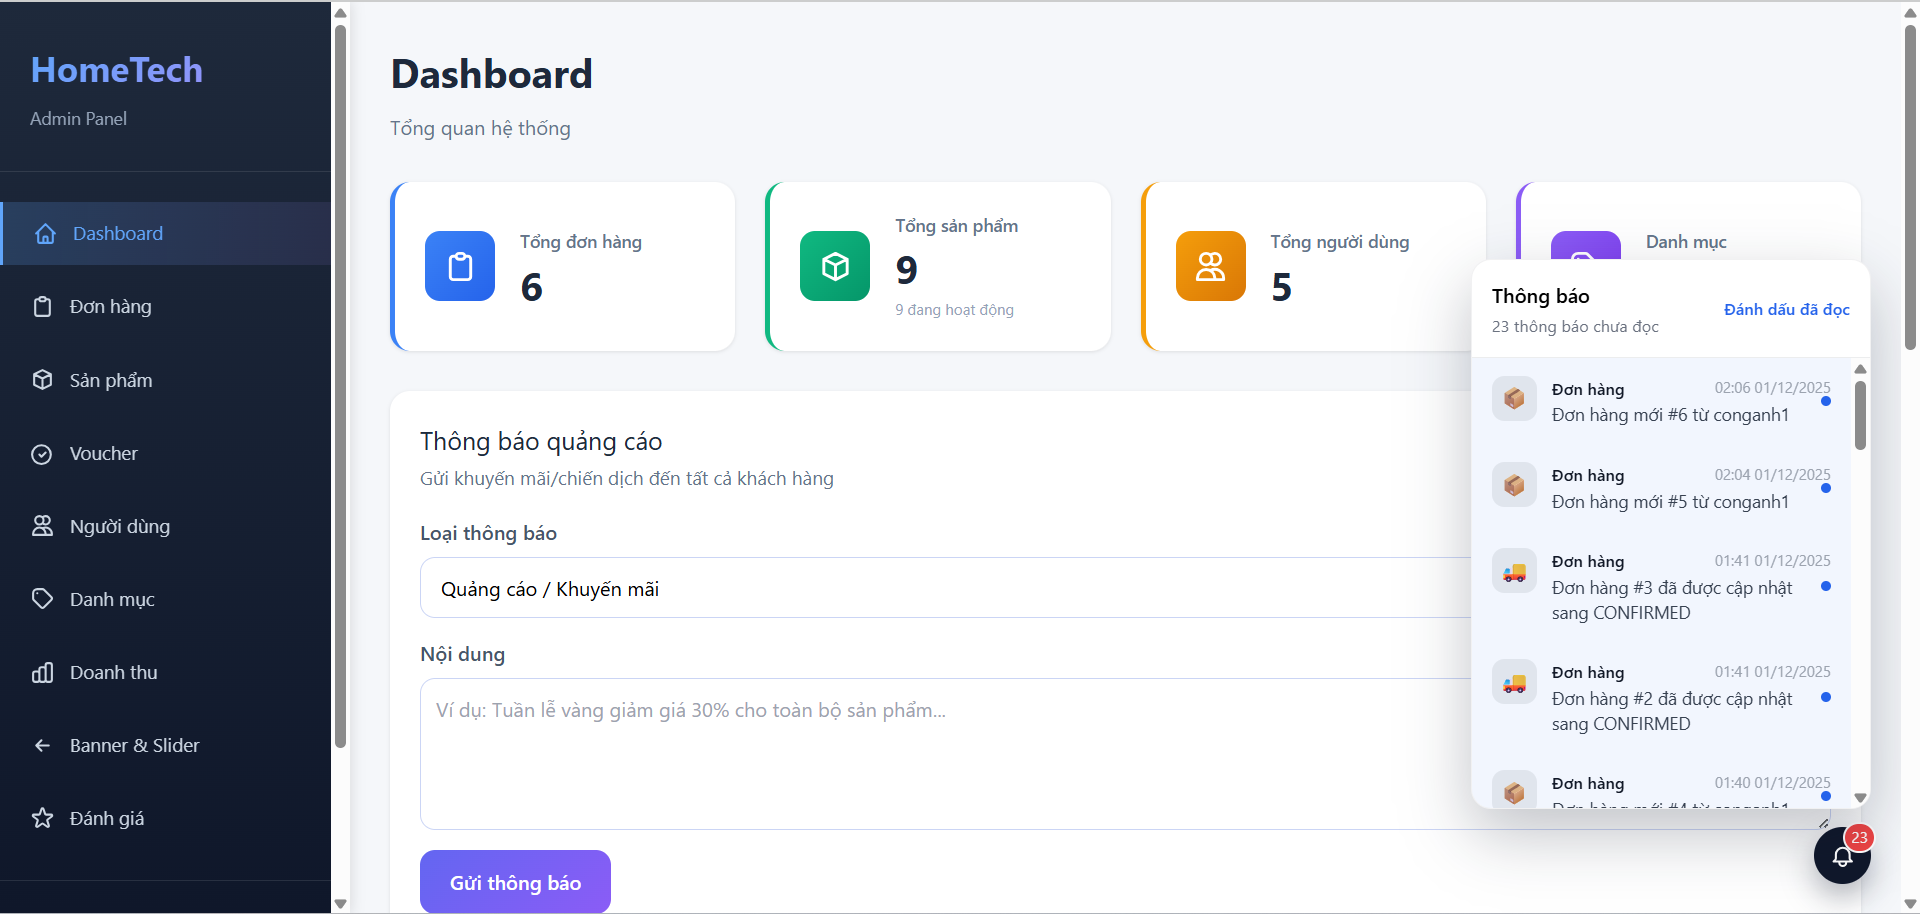 HomeTech
Admin Panel
Dashboard
Đơn hàng
Sản phẩm
Voucher
Người dùng
Danh mục
Doanh thu
Banner & Slider
Đánh giá
Dashboard
Tổng quan hệ thống
Tổng đơn hàng
6
Tổng sản phẩm
9
9 đang hoạt động
Tổng người dùng
5
Danh mục
Thông báo quảng cáo
Gửi khuyến mãi/chiến dịch đến tất cả khách hàng
Loại thông báo
Quảng cáo / Khuyến mãi
Nội dung
Ví dụ: Tuần lễ vàng giảm giá 30% cho toàn bộ sản phẩm...
Gửi thông báo
Thông báo
23 thông báo chưa đọc
Đánh dấu đã đọc
Đơn hàng 02:06 01/12/2025
Đơn hàng mới #6 từ conganh1
Đơn hàng 02:04 01/12/2025
Đơn hàng mới #5 từ conganh1
Đơn hàng 01:41 01/12/2025
Đơn hàng #3 đã được cập nhật
sang CONFIRMED
Đơn hàng 01:41 01/12/2025
Đơn hàng #2 đã được cập nhật
sang CONFIRMED
Đơn hàng 01:40 01/12/2025
Đơn hàng mới #4 từ conganh1
23